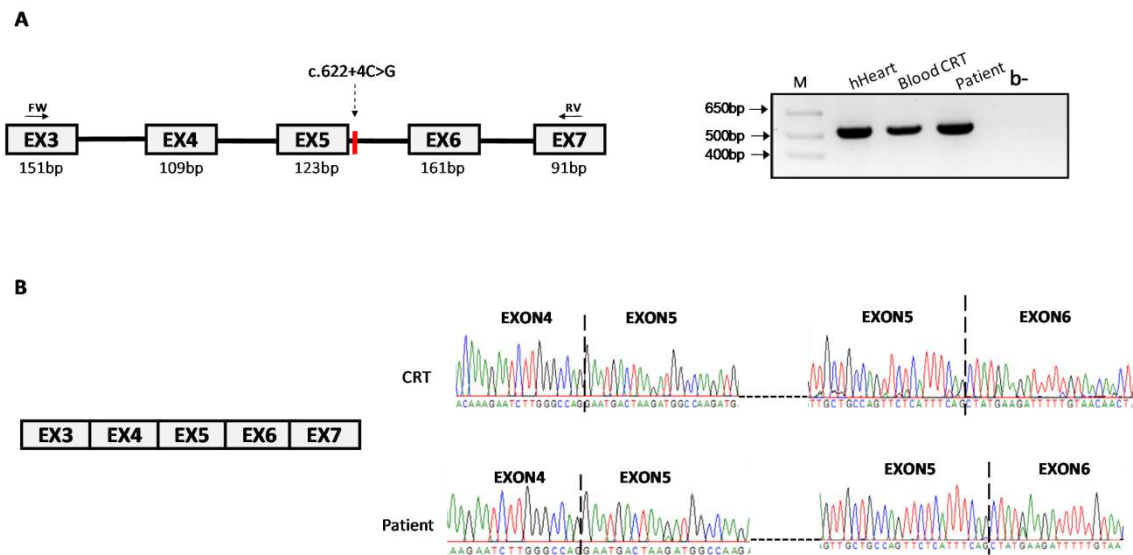 A
c.622+4C>G
FW
RV
EX3
EX4
EX5
EX6
EX7
151bp
109bp
123bp
161bp
91bp
M
hHeart
Blood CRT
Patient
b-
650bp
500bp
400bp
B
EX3 EX4 EX5 EX6 EX7
CRT
EXON4 EXON5
EXON5 EXON6
ACAAAGAATCTTGGGCCAGGAATGACTAAGATGGCCAAGATG
TTGCTGCCAGTTCTCATTTCAGCTATGAAGATTTTTGTAACAACT
Patient
EXON4 EXON5
EXON5 EXON6
AAGAATCTTGGGCCAGGAATGACTAAGATGGCCAAGA
GTTGCTGCCAGTTCTCATTTCAGCTATGAAGATTTTTGTAA